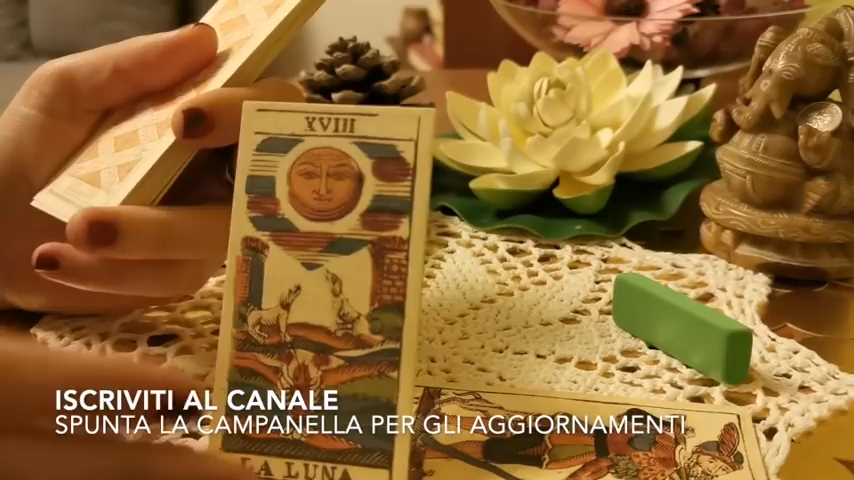 XVIII
ISCRIVITI AL CANALE
SPUNTA LA CAMPANELLA PER GLI AGGIORNAMENTI
LA LUNA